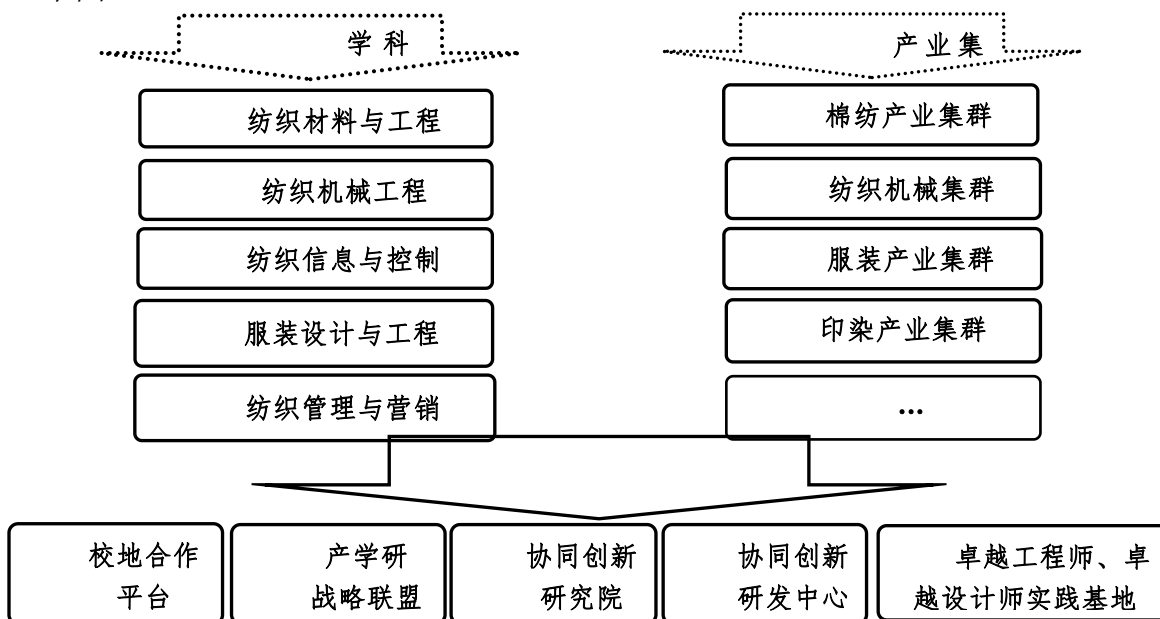 学科
产业集
纺织材料与工程
棉纺产业集群
纺织机械工程
纺织机械集群
纺织信息与控制
服装产业集群
服装设计与工程
印染产业集群
纺织管理与营销
...
校地合作
平台
产学研
战略联盟
协同创新
研究院
协同创新
研发中心
卓越工程师、卓
越设计师实践基地